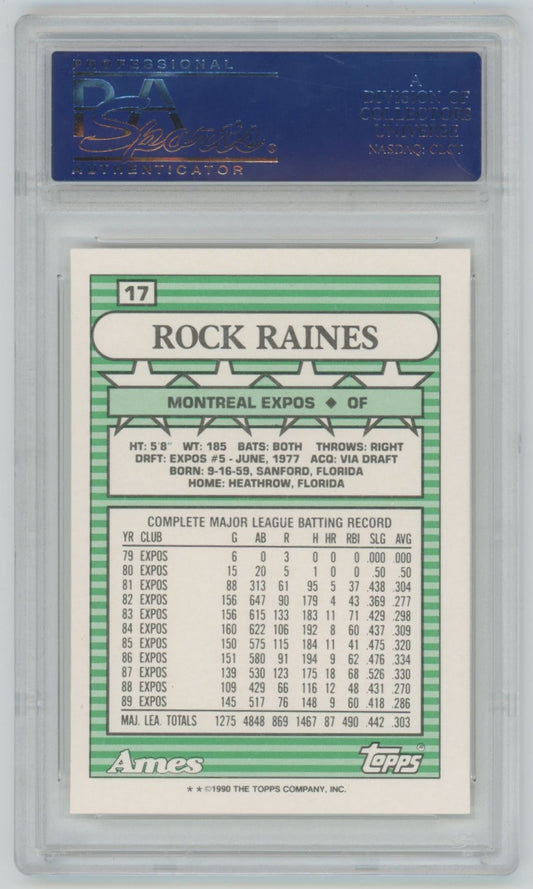 PROFESSIONAL
PSA
Sports
AUTHENTICATOR
A
DIVISION OF
COLLECTORS
UNIVERSE
NASDAQ: CLCT
17
ROCK RAINES
MONTREAL EXPOS ◆ OF
HT: 5'8" WT: 185 BATS: BOTH THROWS: RIGHT
DRFT: EXPOS #5 - JUNE, 1977 ACQ: VIA DRAFT
BORN: 9-16-59, SANFORD, FLORIDA
HOME: HEATHROW, FLORIDA
COMPLETE MAJOR LEAGUE BATTING RECORD
YR CLUB G AB R H HR RBI SLG AVG
79 EXPOS 6 0 3 0 0 0 .000 .000
80 EXPOS 15 20 5 1 0 0 .50 .50
81 EXPOS 88 313 61 95 5 37 .438 .304
82 EXPOS 156 647 90 179 4 43 .369 .277
83 EXPOS 156 615 133 183 11 71 .429 .298
84 EXPOS 160 622 106 192 8 60 .437 .309
85 EXPOS 150 575 115 184 11 41 .475 .320
86 EXPOS 151 580 91 194 9 62 .476 .334
87 EXPOS 139 530 123 175 18 68 .526 .330
88 EXPOS 109 429 66 116 12 48 .431 .270
89 EXPOS 145 517 76 148 9 60 .418 .286
MAJ. LEA. TOTALS 1275 4848 869 1467 87 490 .442 .303
Ames topps®
★★©1990 THE TOPPS COMPANY, INC.